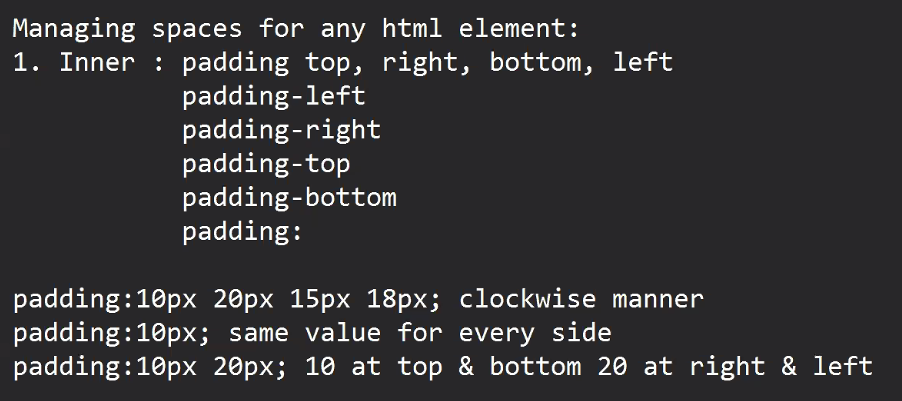 Managing spaces for any html element:
1. Inner : padding top, right, bottom, left
padding-left
padding-right
padding-top
padding-bottom
padding:
padding:10px 20px 15px 18px; clockwise manner
padding:10px; same value for every side
padding:10px 20px; 10 at top & bottom 20 at right & left